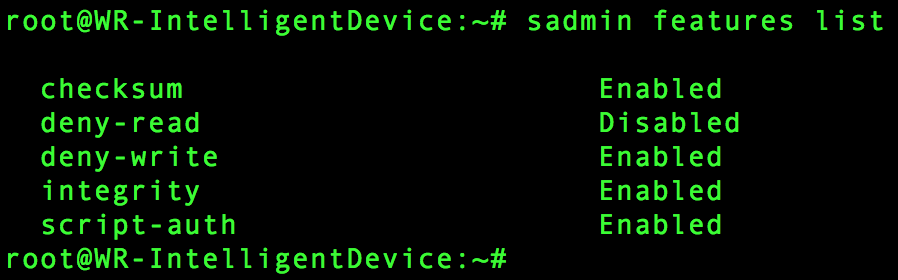 root@WR-IntelligentDevice:~# sadmin features list
checksum Enabled
deny-read Disabled
deny-write Enabled
integrity Enabled
script-auth Enabled
root@WR-IntelligentDevice:~#